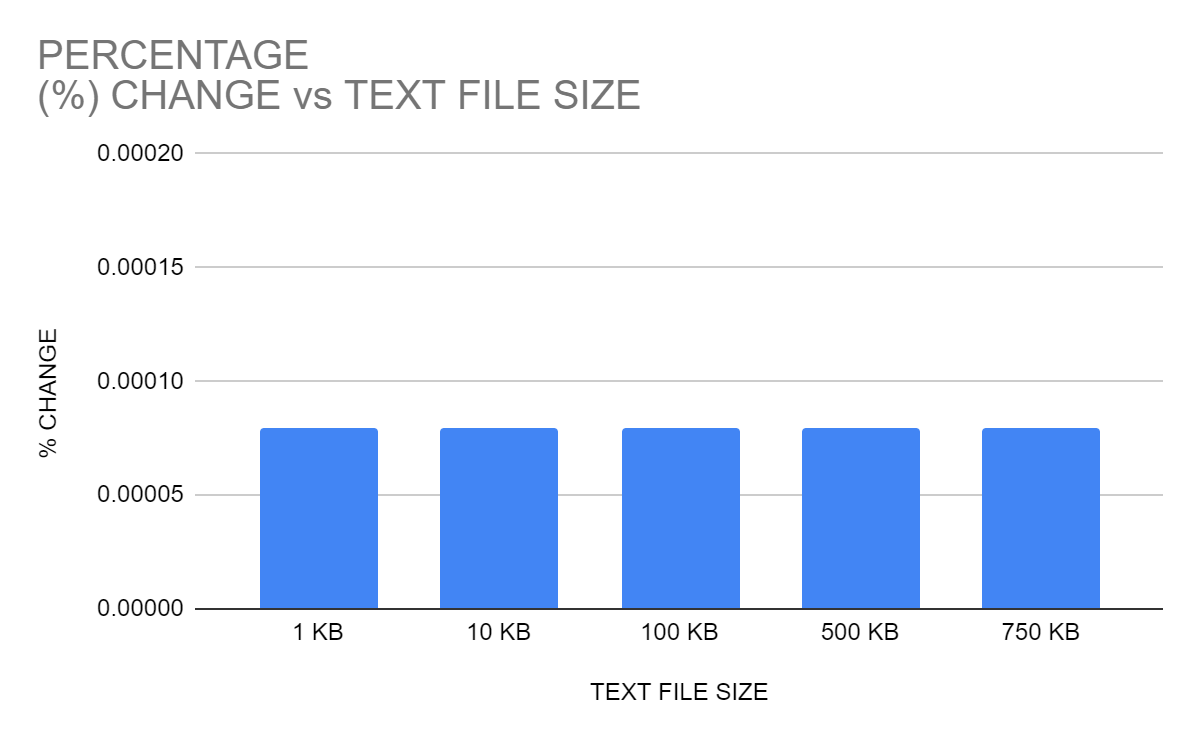 PERCENTAGE
(%) CHANGE vs TEXT FILE SIZE
0.00020
0.00015
0.00010
0.00005
0.00000
% CHANGE
1 KB
10 KB
100 KB
500 KB
750 KB
TEXT FILE SIZE